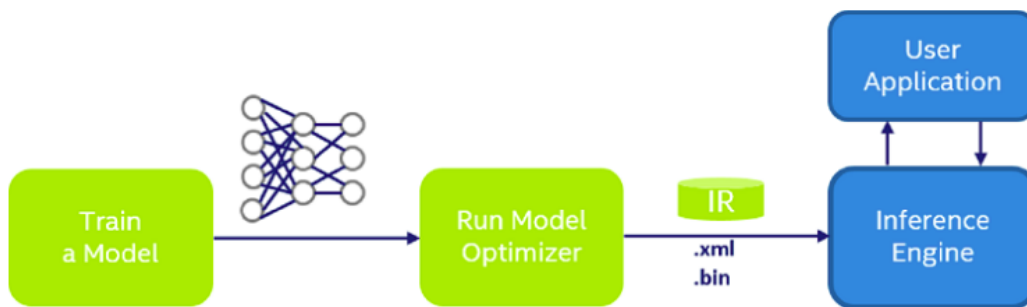 User
Application
Train
a Model
Run Model
Optimizer
IR
.xml
.bin
Inference
Engine